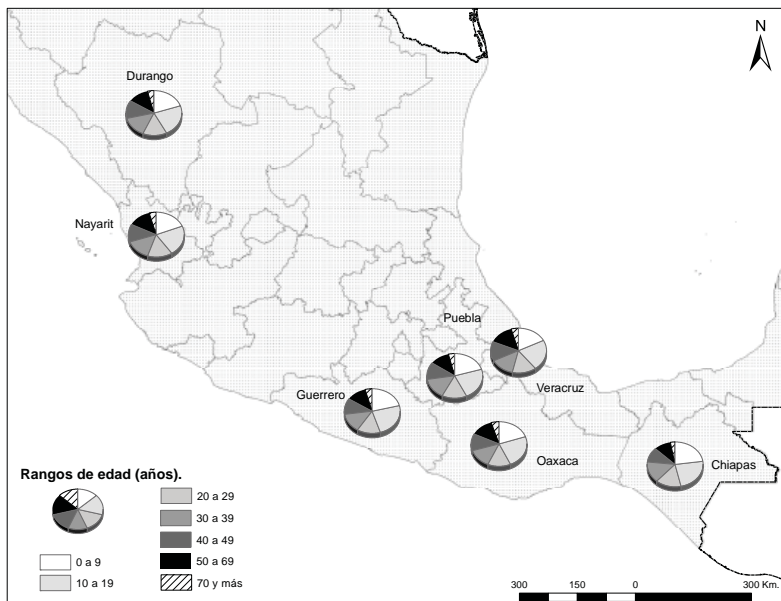 N
Durango
Nayarit
Puebla
Veracruz
Guerrero
Oaxaca
Chiapas
Rangos de edad (años).
0 a 9
10 a 19
20 a 29
30 a 39
40 a 49
50 a 69
70 y más
300 150 0 300 Km.